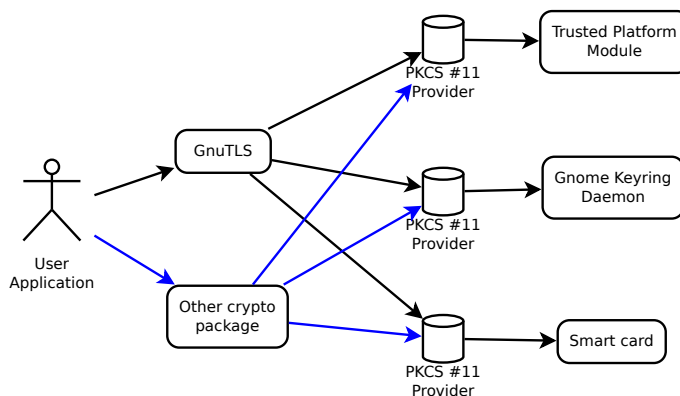 Trusted Platform
Module
PKCS #11
Provider
GnuTLS
Gnome Keyring
Daemon
PKCS #11
Provider
User
Application
Other crypto
package
Smart card
PKCS #11
Provider